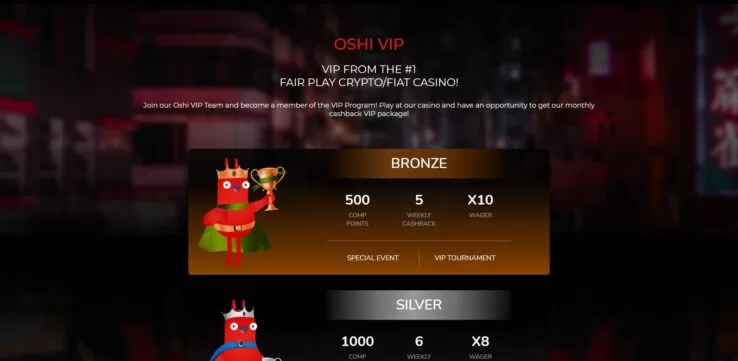 OSHI VIP
VIP FROM THE #1
FAIR PLAY CRYPTO/FIAT CASINO!
Join our Oshi VIP Team and become a member of the VIP Program! Play at our casino and have an opportunity to get our monthly
cashback VIP package!
BRONZE
500 5 X10
COMP WEEKLY WAGER
POINTS CASHBACK
SPECIAL EVENT VIP TOURNAMENT
SILVER
1000 6 X8
COMP WEEKLY WAGER